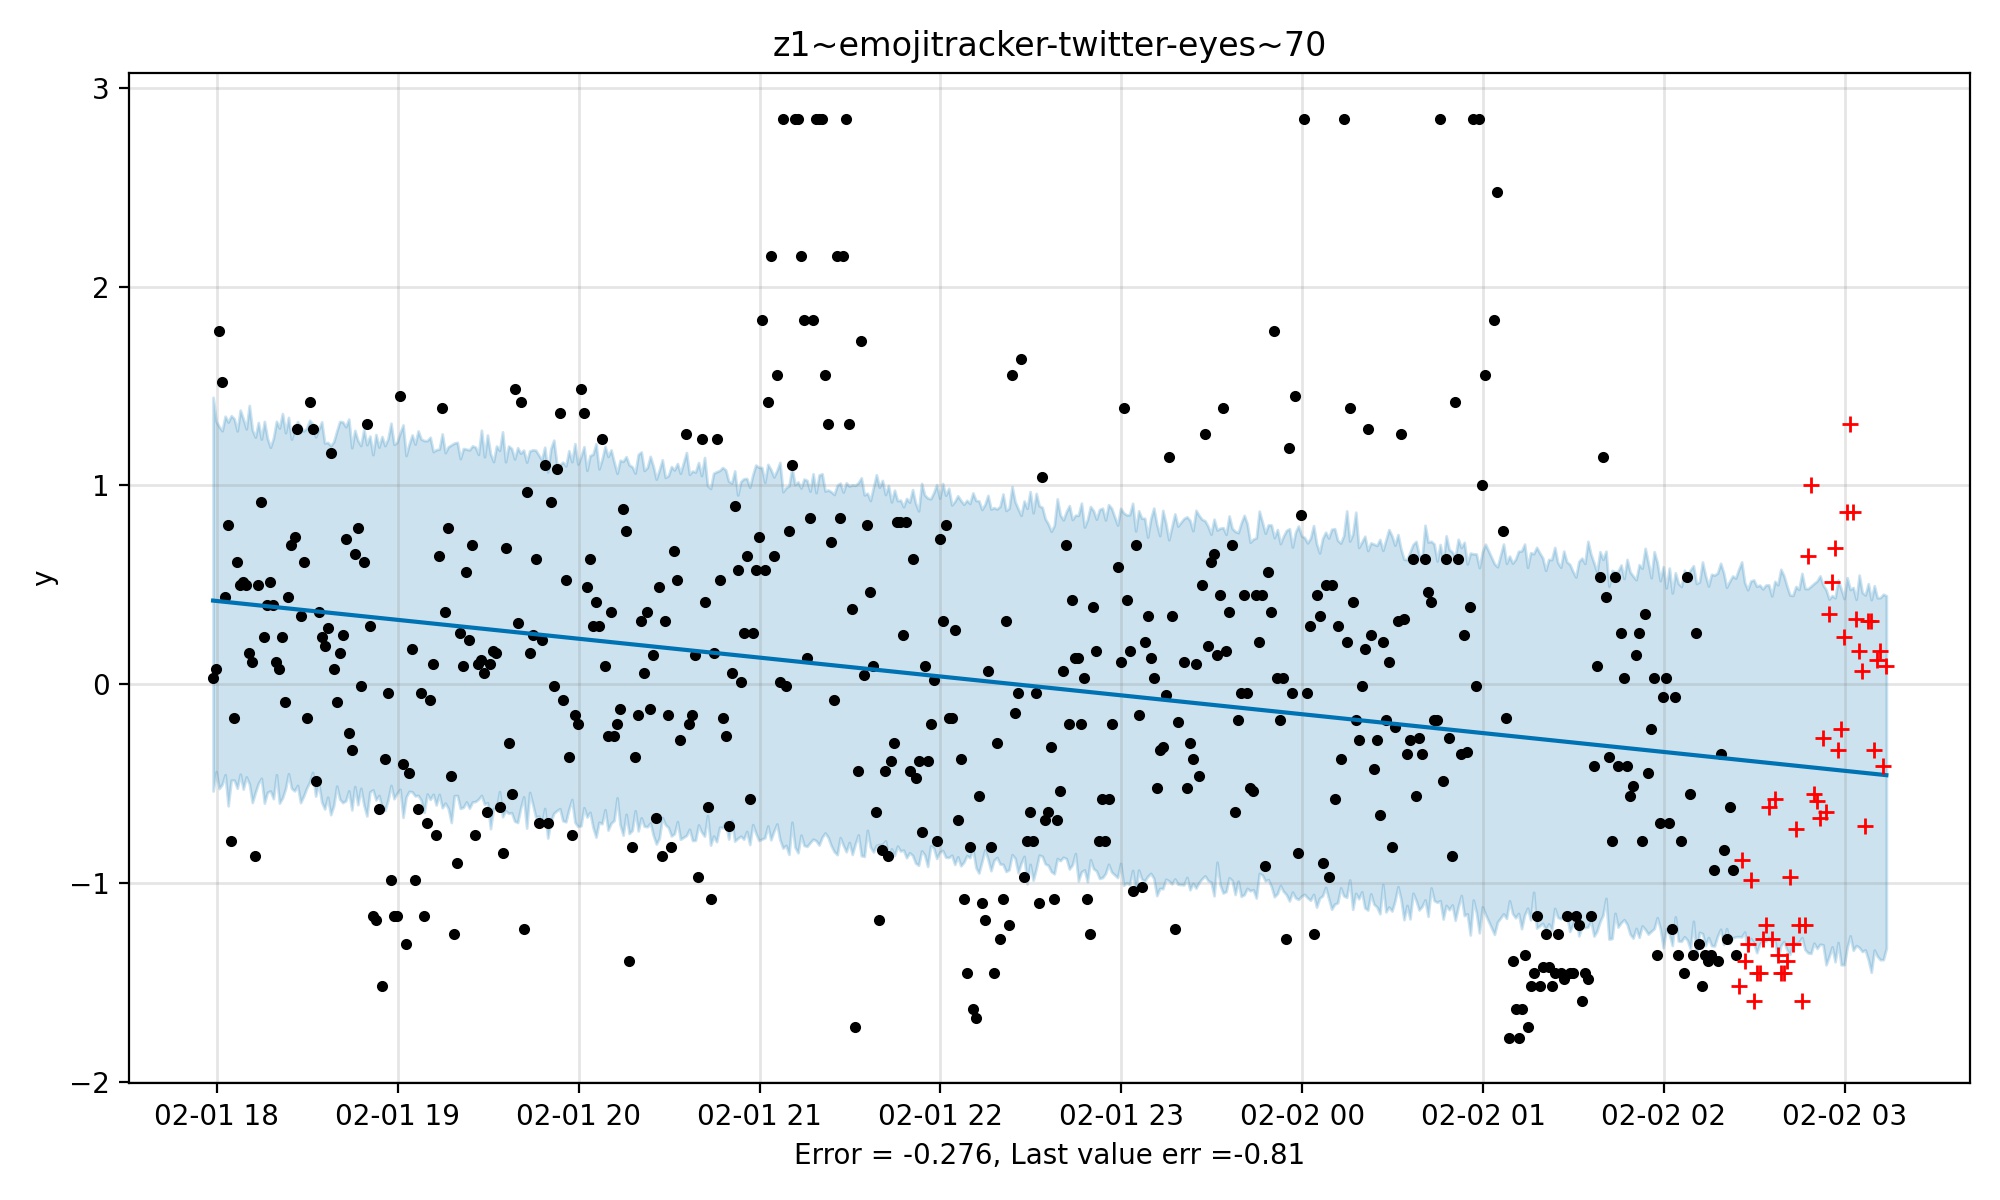 z1~emojitracker-twitter-eyes~70
3
2
1
0
−1
−2
y
02-01 18 02-01 19 02-01 20 02-01 21 02-01 22 02-01 23 02-02 00 02-02 01 02-02 02 02-02 03
Error = -0.276, Last value err =-0.81